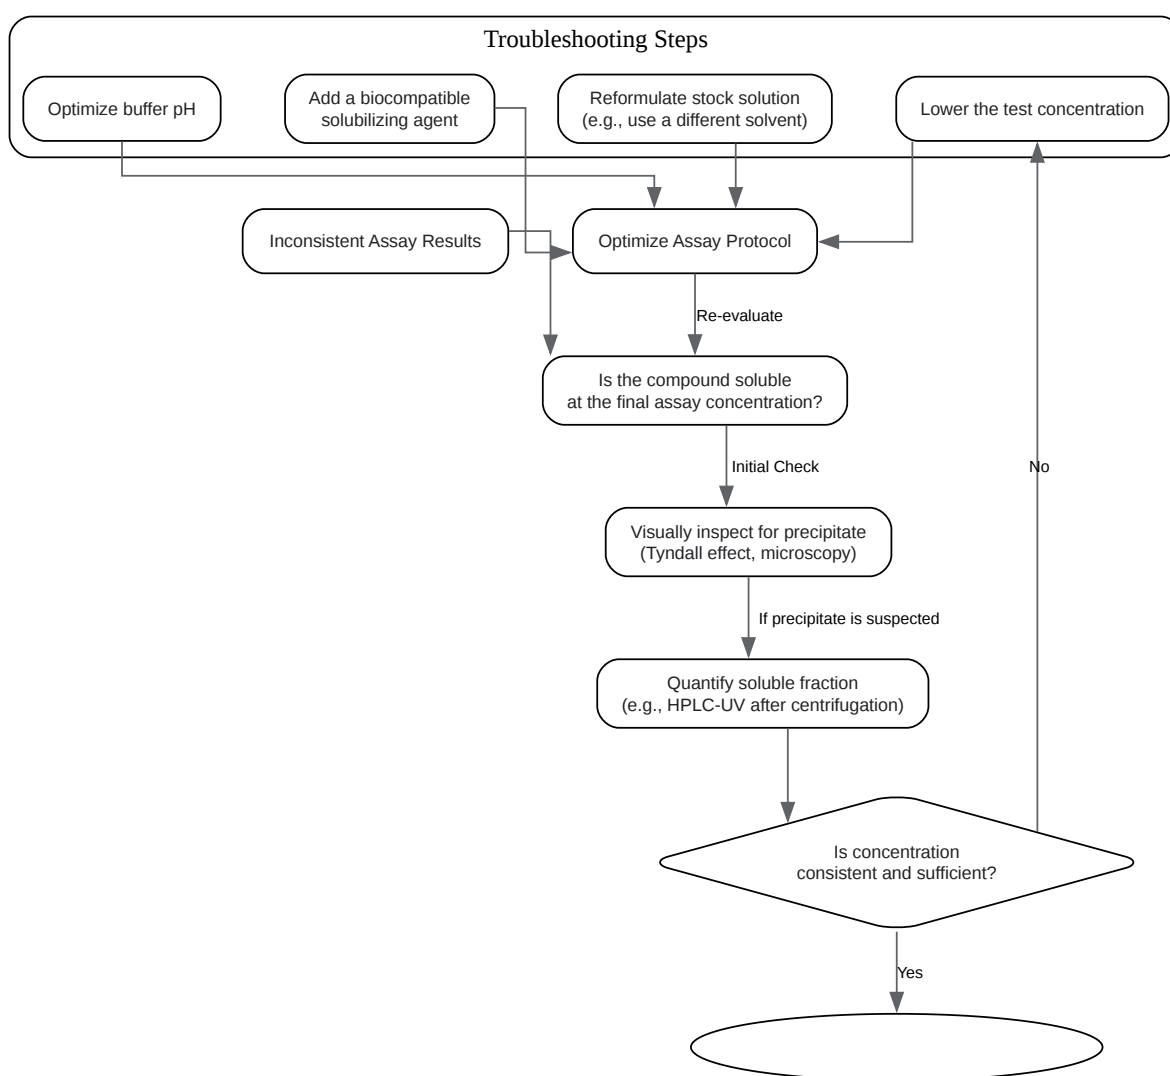 Troubleshooting Steps
Optimize buffer pH
Add a biocompatible
solubilizing agent
Reformulate stock solution
(e.g., use a different solvent)
Lower the test concentration
Inconsistent Assay Results
Optimize Assay Protocol
Re-evaluate
Is the compound soluble
at the final assay concentration?
Initial Check
No
Visually inspect for precipitate
(Tyndall effect, microscopy)
If precipitate is suspected
Quantify soluble fraction
(e.g., HPLC-UV after centrifugation)
Is concentration
consistent and sufficient?
Yes